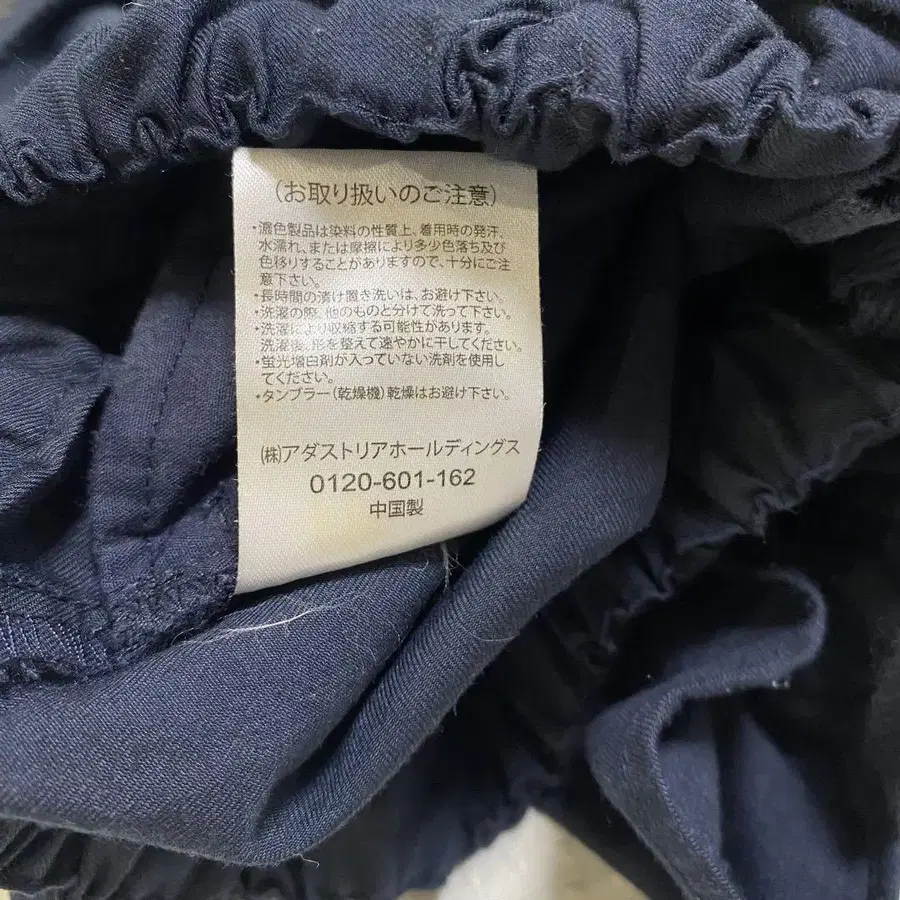 (お取り扱いのご注意)
・濃色製品は染料の性質上、着用時の発汗、
水濡れ、または摩擦により多少色落ち及び
色移りすることがありますので、十分にご注
意下さい。
・長時間の漬け置き洗いは、お避け下さい。
・洗濯の際、他のものと分けて洗って下さい。
・洗濯により収縮する可能性があります。
洗濯後、形を整えて速やかに干してください。
・蛍光増白剤が入っていない洗剤を使用し
てください。
・タンブラー(乾燥機)乾燥はお避け下さい。
(株)アダストリアホールディングス
0120-601-162
中国製